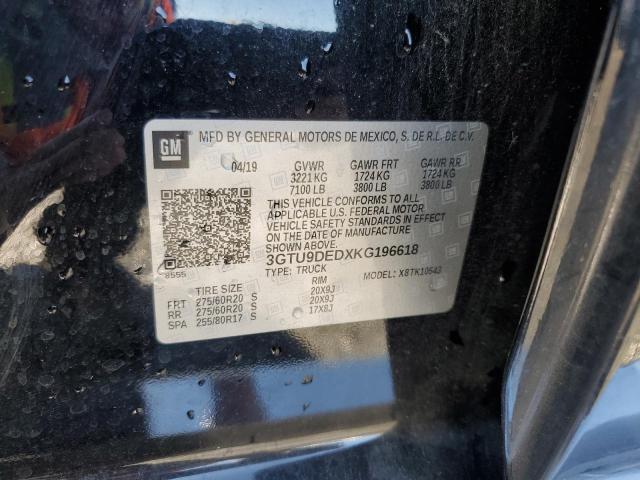 GM
MFD BY GENERAL MOTORS DE MEXICO, S. DE R.L. DE C.V.
04/19 GVWR GAWR FRT GAWR RR
3221 KG 1724 KG 1724 KG
7100 LB 3800 LB 3800 LB
THIS VEHICLE CONFORMS TO ALL
APPLICABLE U.S. FEDERAL MOTOR
VEHICLE SAFETY STANDARDS IN EFFECT
ON THE DATE OF MANUFACTURE
SHOWN ABOVE.
8555
3GTU9DEDXKG196618
TYPE: TRUCK MODEL: X8TK10543
TIRE SIZE RIM
FRT 275/60R20 S 20X9J
RR 275/60R20 S 20X9J
SPA 255/80R17 S 17X8J